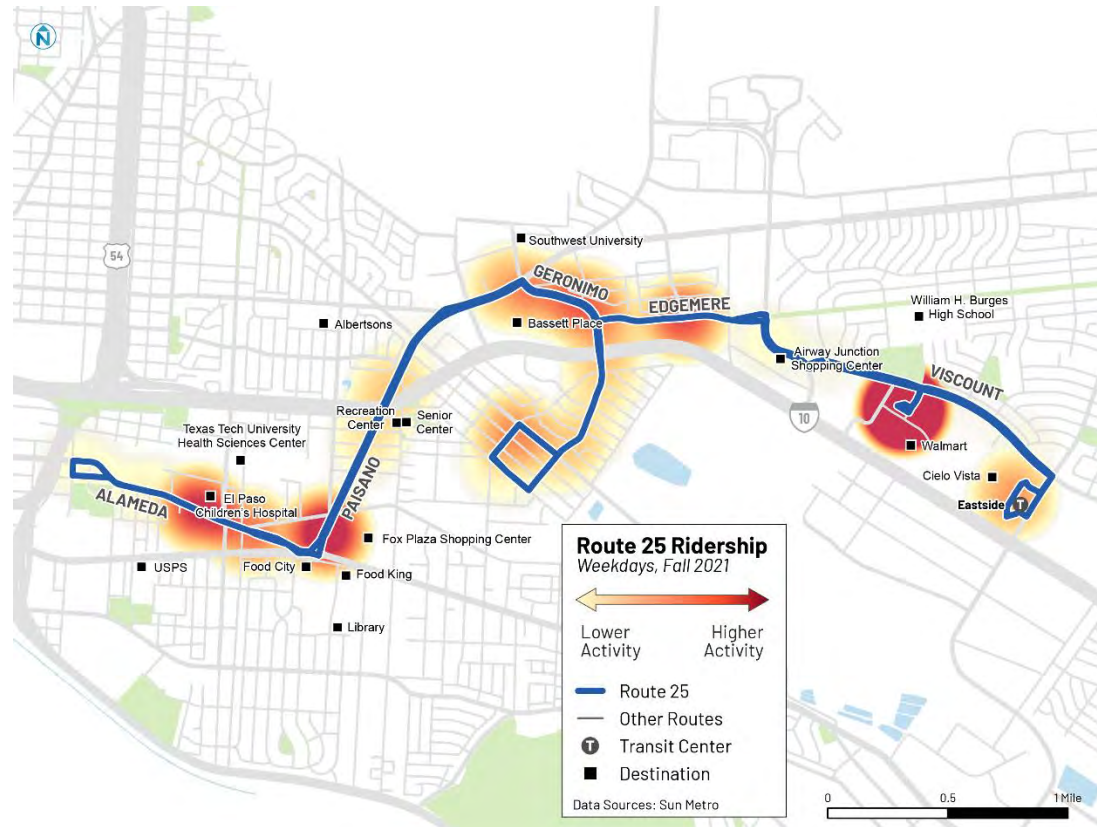 N
54
Southwest University
GERONIMO
EDGEMERE
Albertsons
Bassett Place
William H. Burges
High School
Airway Junction
Shopping Center
VISCOUNT
10
Recreation
Center
Senior
Center
Texas Tech University
Health Sciences Center
Walmart
Cielo Vista
Eastside
T
ALAMEDA
El Paso
Children's Hospital
PAISANO
Fox Plaza Shopping Center
USPS
Food City
Food King
Library
Route 25 Ridership
Weekdays, Fall 2021
Lower
Activity
Higher
Activity
Route 25
Other Routes
T
Transit Center
Destination
Data Sources: Sun Metro
0
0.5
1 Mile